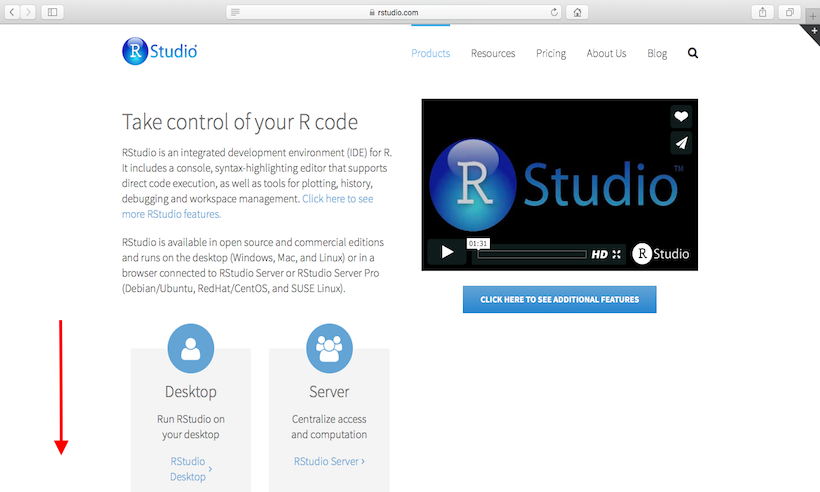 rstudio.com
R Studio
Products Resources Pricing About Us Blog
Take control of your R code
RStudio is an integrated development environment (IDE) for R.
It includes a console, syntax-highlighting editor that supports
direct code execution, as well as tools for plotting, history,
debugging and workspace management. Click here to see
more RStudio features.
RStudio is available in open source and commercial editions
and runs on the desktop (Windows, Mac, and Linux) or in a
browser connected to RStudio Server or RStudio Server Pro
(Debian/Ubuntu, RedHat/CentOS, and SUSE Linux).
R Studio™
01:31
HD
R Studio
CLICK HERE TO SEE ADDITIONAL FEATURES
Desktop
Run RStudio on
your desktop
RStudio
Desktop >
Server
Centralize access
and computation
RStudio Server >